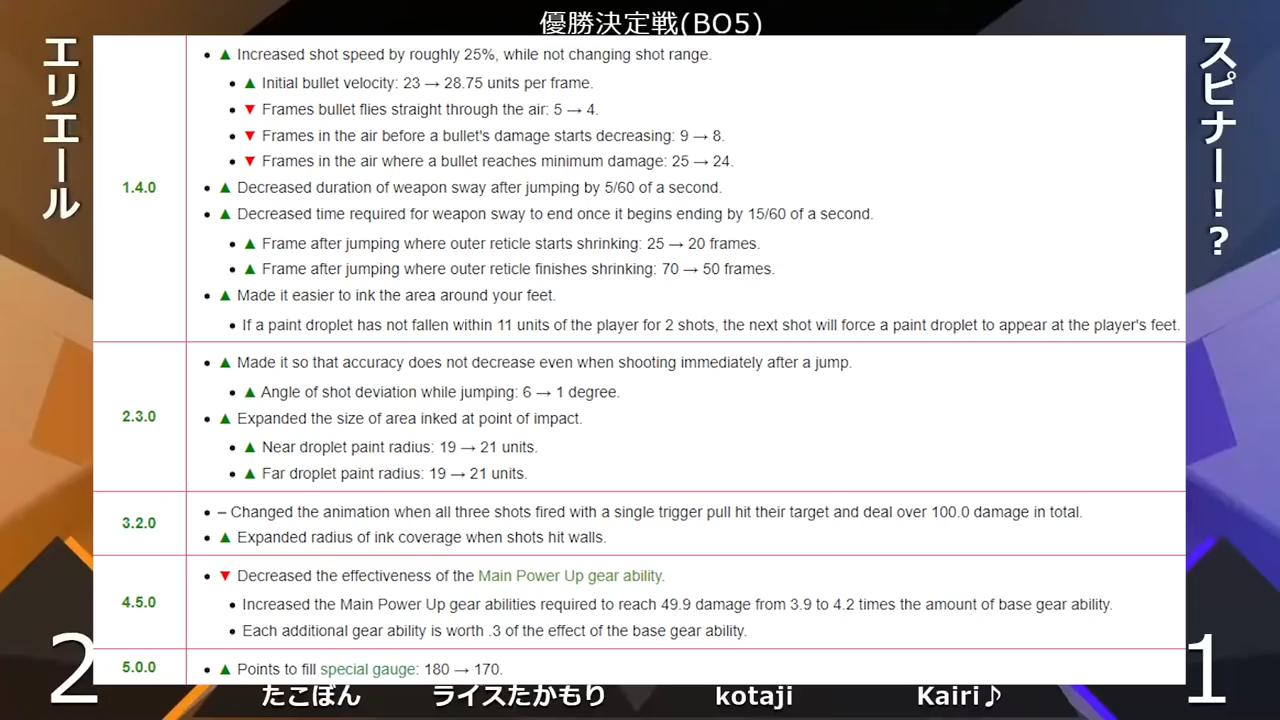 優勝決定戦(BO5)
エリエール
スピナー!?
1.4.0
▲ Increased shot speed by roughly 25%, while not changing shot range.
▲ Initial bullet velocity: 23 → 28.75 units per frame.
▼ Frames bullet flies straight through the air: 5 → 4.
▼ Frames in the air before a bullet's damage starts decreasing: 9 → 8.
▼ Frames in the air where a bullet reaches minimum damage: 25 → 24.
▲ Decreased duration of weapon sway after jumping by 5/60 of a second.
▲ Decreased time required for weapon sway to end once it begins ending by 15/60 of a second.
▲ Frame after jumping where outer reticle starts shrinking: 25 → 20 frames.
▲ Frame after jumping where outer reticle finishes shrinking: 70 → 50 frames.
▲ Made it easier to ink the area around your feet.
If a paint droplet has not fallen within 11 units of the player for 2 shots, the next shot will force a paint droplet to appear at the player's feet.
2.3.0
▲ Made it so that accuracy does not decrease even when shooting immediately after a jump.
▲ Angle of shot deviation while jumping: 6 → 1 degree.
▲ Expanded the size of area inked at point of impact.
▲ Near droplet paint radius: 19 → 21 units.
▲ Far droplet paint radius: 19 → 21 units.
3.2.0
– Changed the animation when all three shots fired with a single trigger pull hit their target and deal over 100.0 damage in total.
▲ Expanded radius of ink coverage when shots hit walls.
4.5.0
▼ Decreased the effectiveness of the Main Power Up gear ability.
Increased the Main Power Up gear abilities required to reach 49.9 damage from 3.9 to 4.2 times the amount of base gear ability.
Each additional gear ability is worth .3 of the effect of the base gear ability.
5.0.0
▲ Points to fill special gauge: 180 → 170.
2
1
たこぼん ライスたかもり kotaji Kairi♪